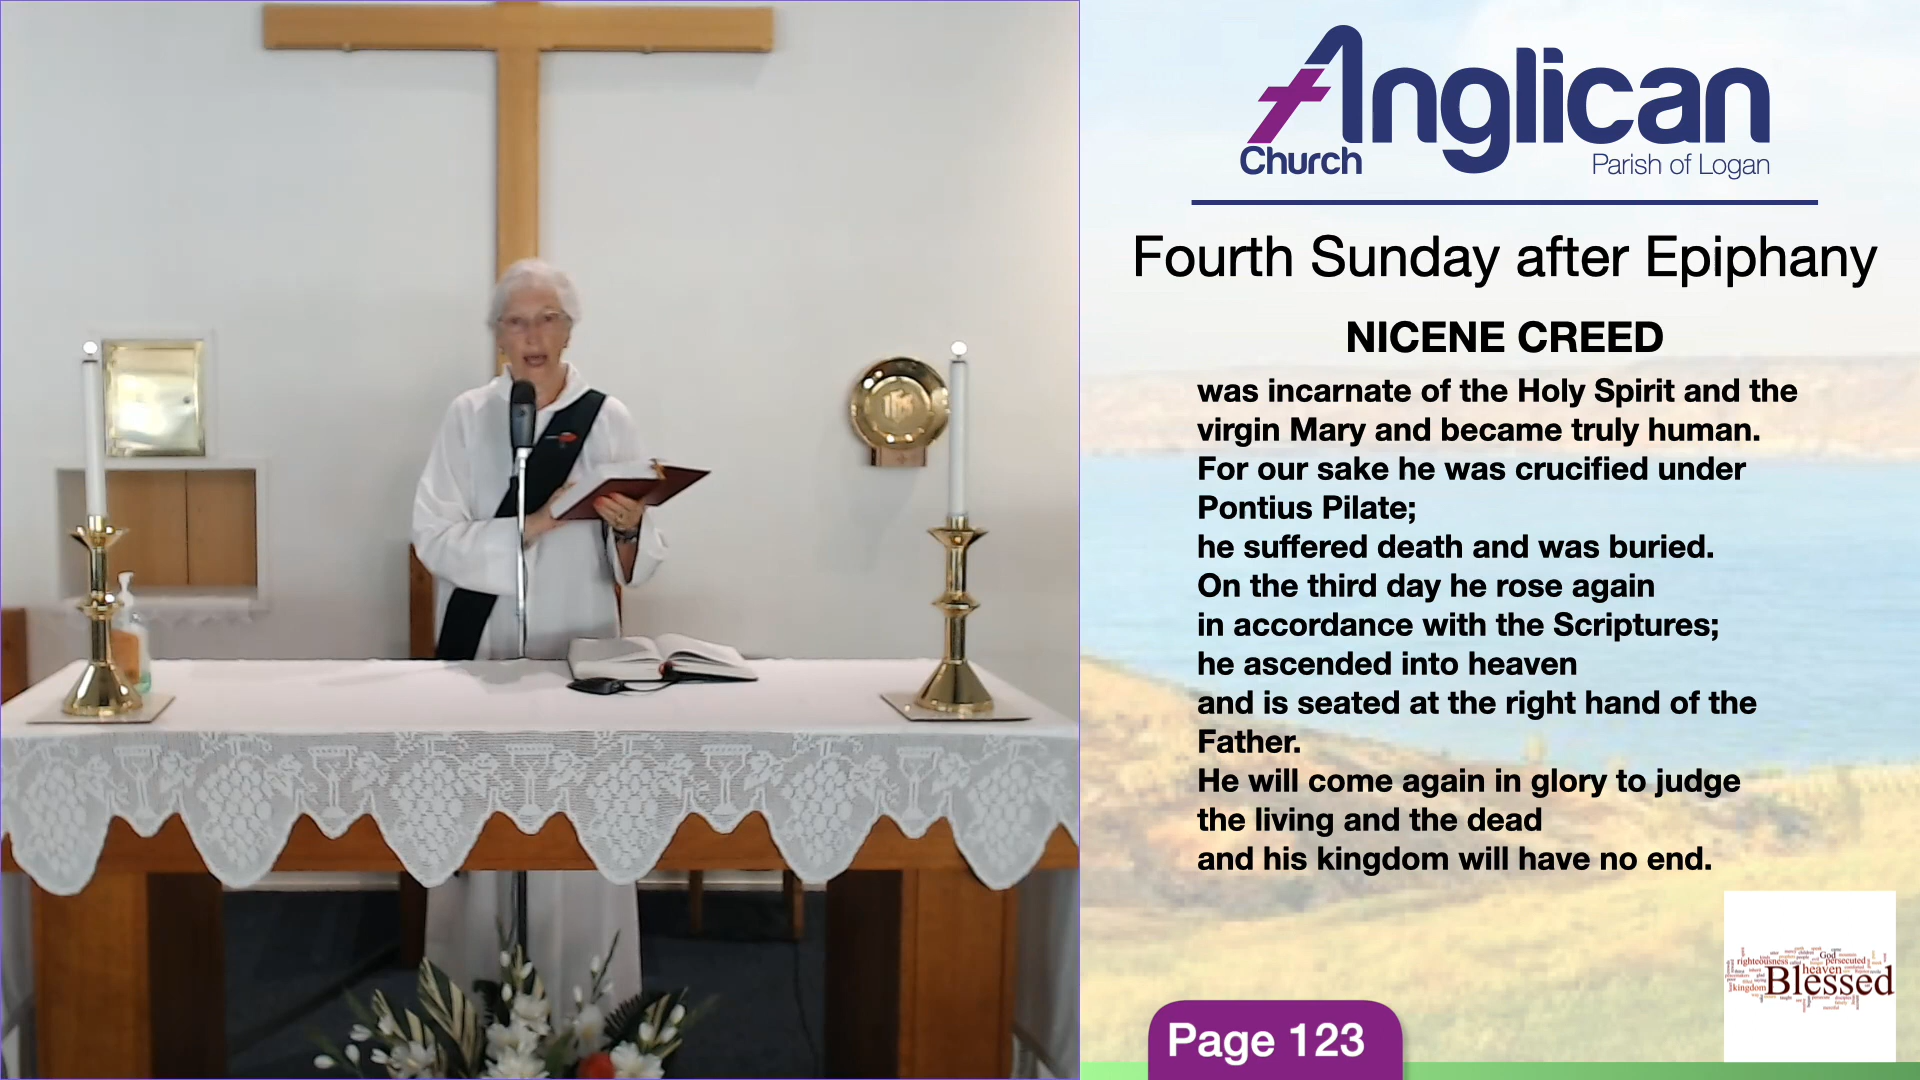 Anglican
Church
Parish of Logan
Fourth Sunday after Epiphany
NICENE CREED
was incarnate of the Holy Spirit and the
virgin Mary and became truly human.
For our sake he was crucified under
Pontius Pilate;
he suffered death and was buried.
On the third day he rose again
in accordance with the Scriptures;
he ascended into heaven
and is seated at the right hand of the
Father.
He will come again in glory to judge
the living and the dead
and his kingdom will have no end.
God
righteousness
persecuted
heaven
Blessed
kingdom
Page 123
IHS